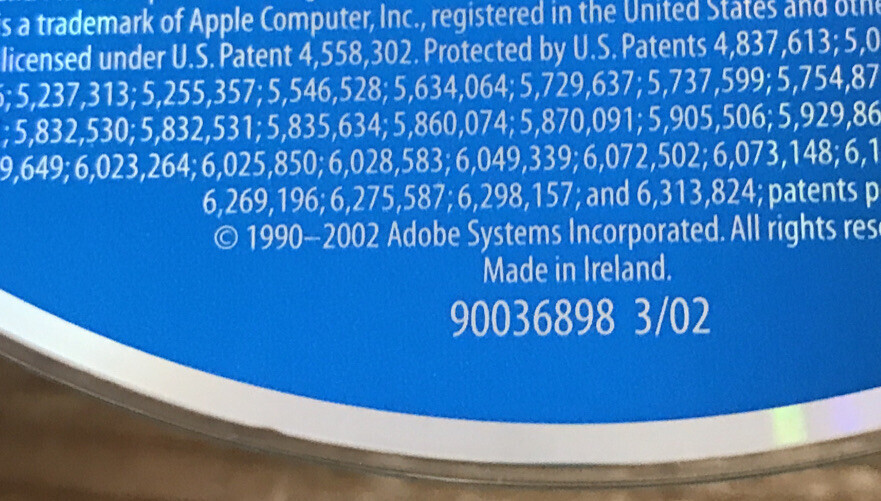 s a trademark of Apple Computer, Inc., registered in the United States and othe
licensed under U.S. Patent 4,558,302. Protected by U.S. Patents 4,837,613; 5,0
; 5,237,313; 5,255,357; 5,546,528; 5,634,064; 5,729,637; 5,737,599; 5,754,87
; 5,832,530; 5,832,531; 5,835,634; 5,860,074; 5,870,091; 5,905,506; 5,929,86
9,649; 6,023,264; 6,025,850; 6,028,583; 6,049,339; 6,072,502; 6,073,148; 6,1
6,269,196; 6,275,587; 6,298,157; and 6,313,824; patents p
© 1990–2002 Adobe Systems Incorporated. All rights res
Made in Ireland.
90036898 3/02